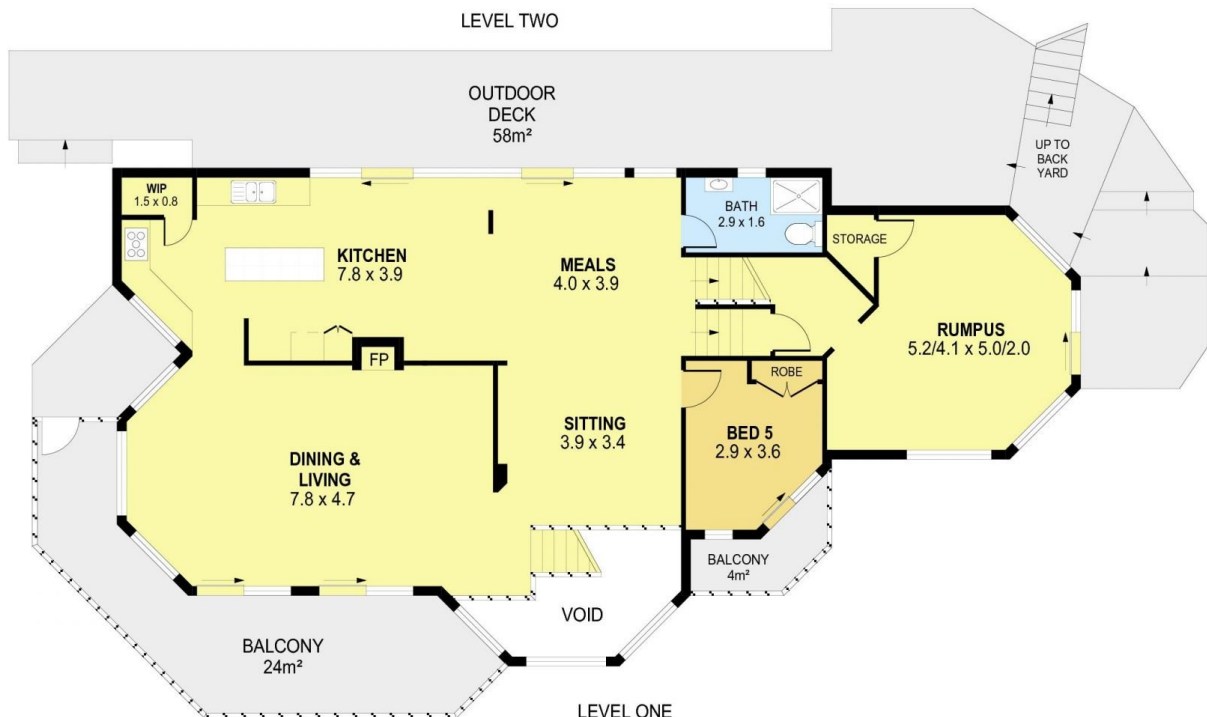 LEVEL TWO
OUTDOOR
DECK
58m²
UP TO
BACK
YARD
WIP
1.5 x 0.8
BATH
2.9 x 1.6
STORAGE
KITCHEN
7.8 x 3.9
MEALS
4.0 x 3.9
RUMPUS
5.2/4.1 x 5.0/2.0
FP
ROBE
SITTING
3.9 x 3.4
BED 5
2.9 x 3.6
DINING &
LIVING
7.8 x 4.7
BALCONY
4m²
VOID
BALCONY
24m²
LEVEL ONE